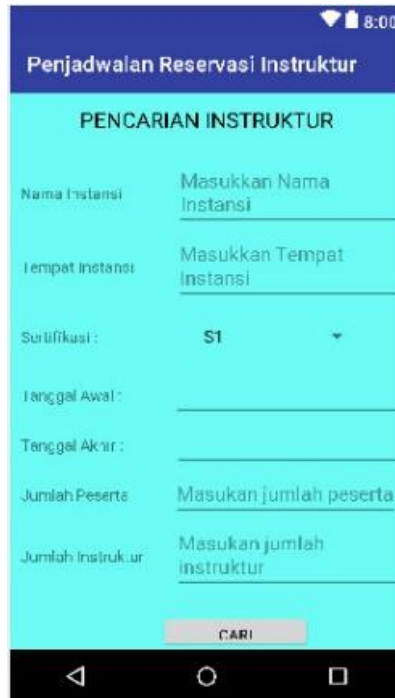 8:00
Penjadwalan Reservasi Instruktur
PENCARIAN INSTRUKTUR
Nama Instansi
Masukkan Nama
Instansi
Tempat Instansi
Masukkan Tempat
Instansi
Sertifikasi :
S1
Tanggal Awal :
Tanggal Akhir :
Jumlah Peserta
Masukan jumlah peserta
Jumlah Instruktur
Masukan jumlah
instruktur
CARI